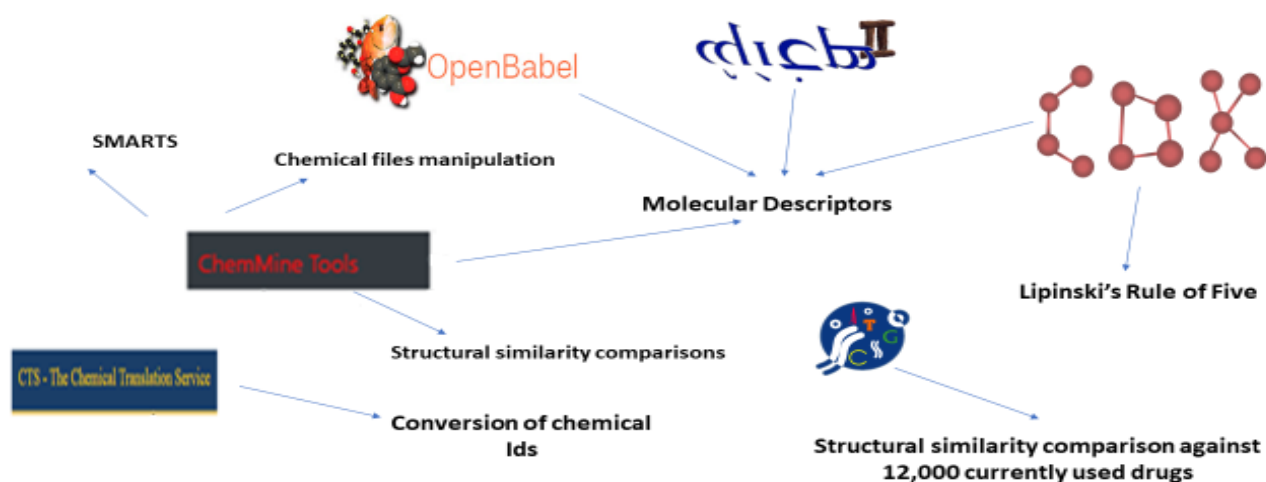 OpenBabel
CDK
SMARTS
Chemical files manipulation
Molecular Descriptors
ChemMine Tools
Lipinski's Rule of Five
T
G
C
Structural similarity comparisons
CTS - The Chemical Translation Service
Conversion of chemical
Ids
Structural similarity comparison against
12,000 currently used drugs